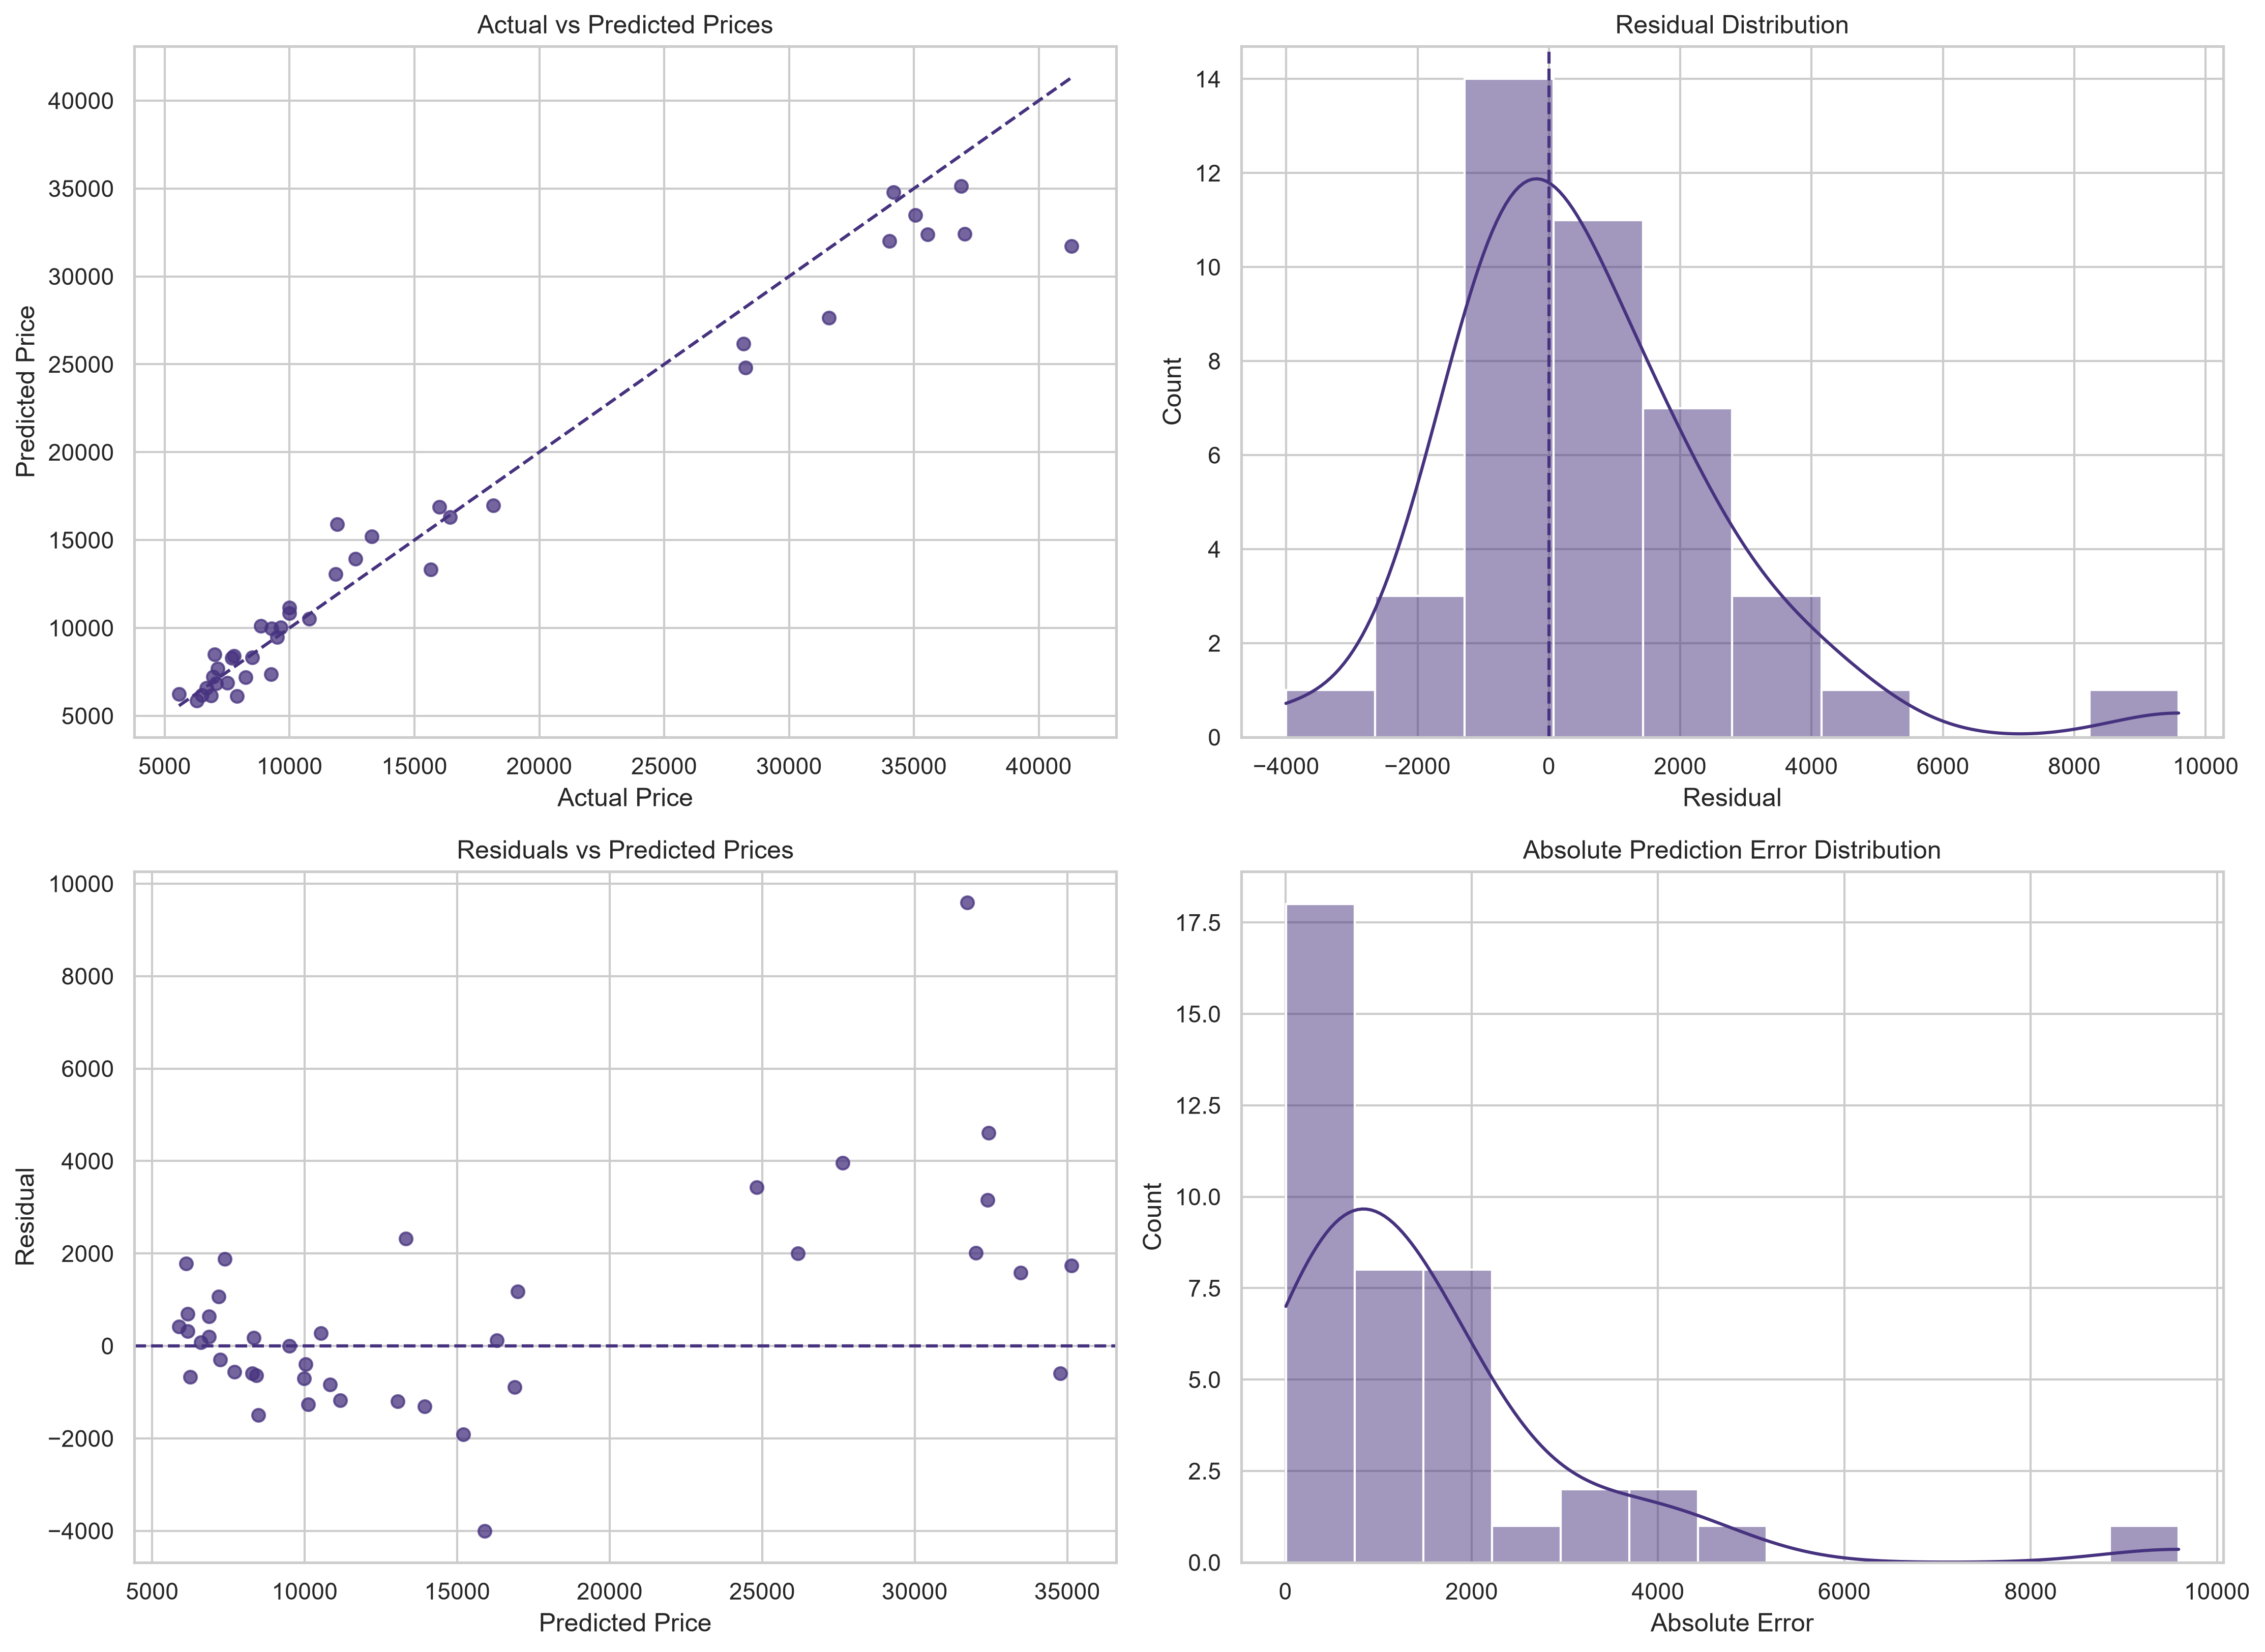 Actual vs Predicted Prices
40000
35000
30000
25000
20000
15000
10000
5000
Predicted Price
5000 10000 15000 20000 25000 30000 35000 40000
Actual Price
Residual Distribution
14
12
10
8
6
4
2
0
Count
−4000 −2000 0 2000 4000 6000 8000 10000
Residual
Residuals vs Predicted Prices
10000
8000
6000
4000
2000
0
−2000
−4000
Residual
5000 10000 15000 20000 25000 30000 35000
Predicted Price
Absolute Prediction Error Distribution
17.5
15.0
12.5
10.0
7.5
5.0
2.5
0.0
Count
0 2000 4000 6000 8000 10000
Absolute Error